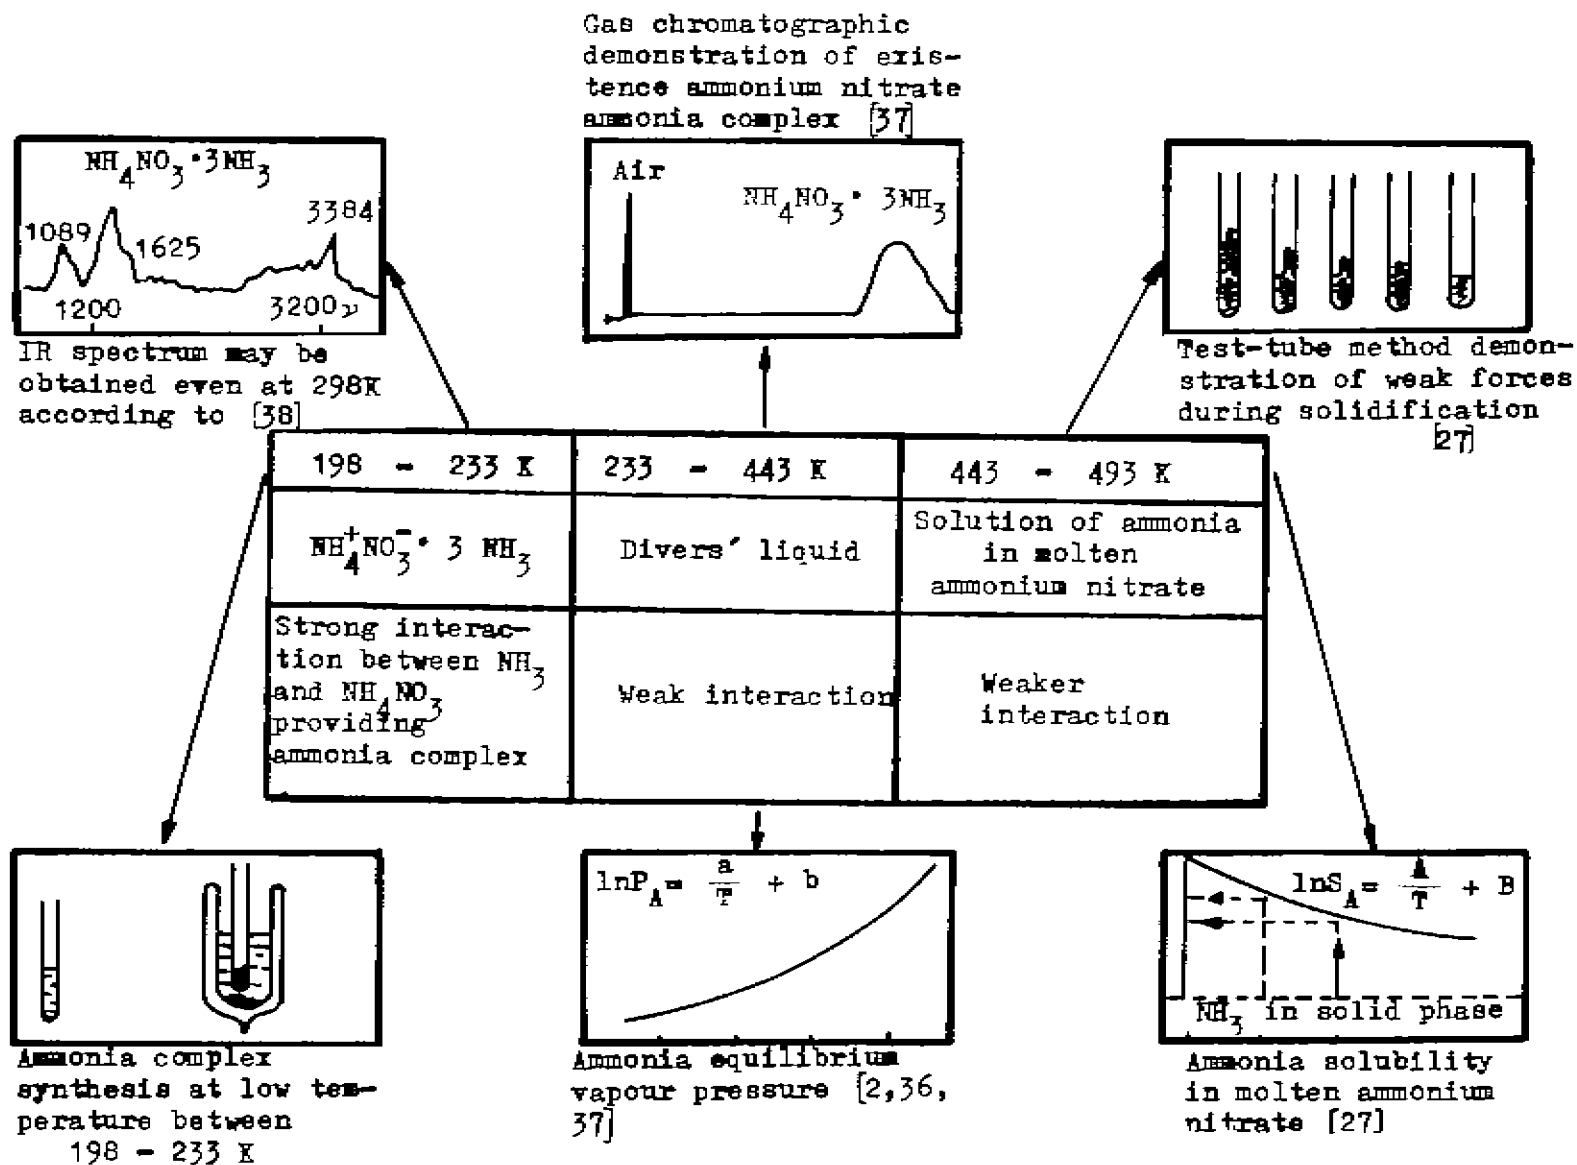 Gas chromatographic
demonstration of exis-
tence ammonium nitrate
ammonia complex [37]
NH₄NO₃·3NH₃
1089
1625
3384
1200
3200 ν
IR spectrum may be
obtained even at 298K
according to [38]
Air
NH₄NO₃· 3NH₃
Test-tube method demon-
stration of weak forces
during solidification
[27]
198 - 233 K
233 - 443 K
443 - 493 K
NH₄⁺NO₃⁻· 3 NH₃
Divers´ liquid
Solution of ammonia
in molten
ammonium nitrate
Strong interac-
tion between NH₃
and NH₄NO₃
providing
ammonia complex
Weak interaction
Weaker
interaction
Ammonia complex
synthesis at low tem-
perature between
198 - 233 K
lnP_A= a/T + b
Ammonia equilibrium
vapour pressure [2,36,
37]
lnS_A= A/T + B
NH₃ in solid phase
Ammonia solubility
in molten ammonium
nitrate [27]